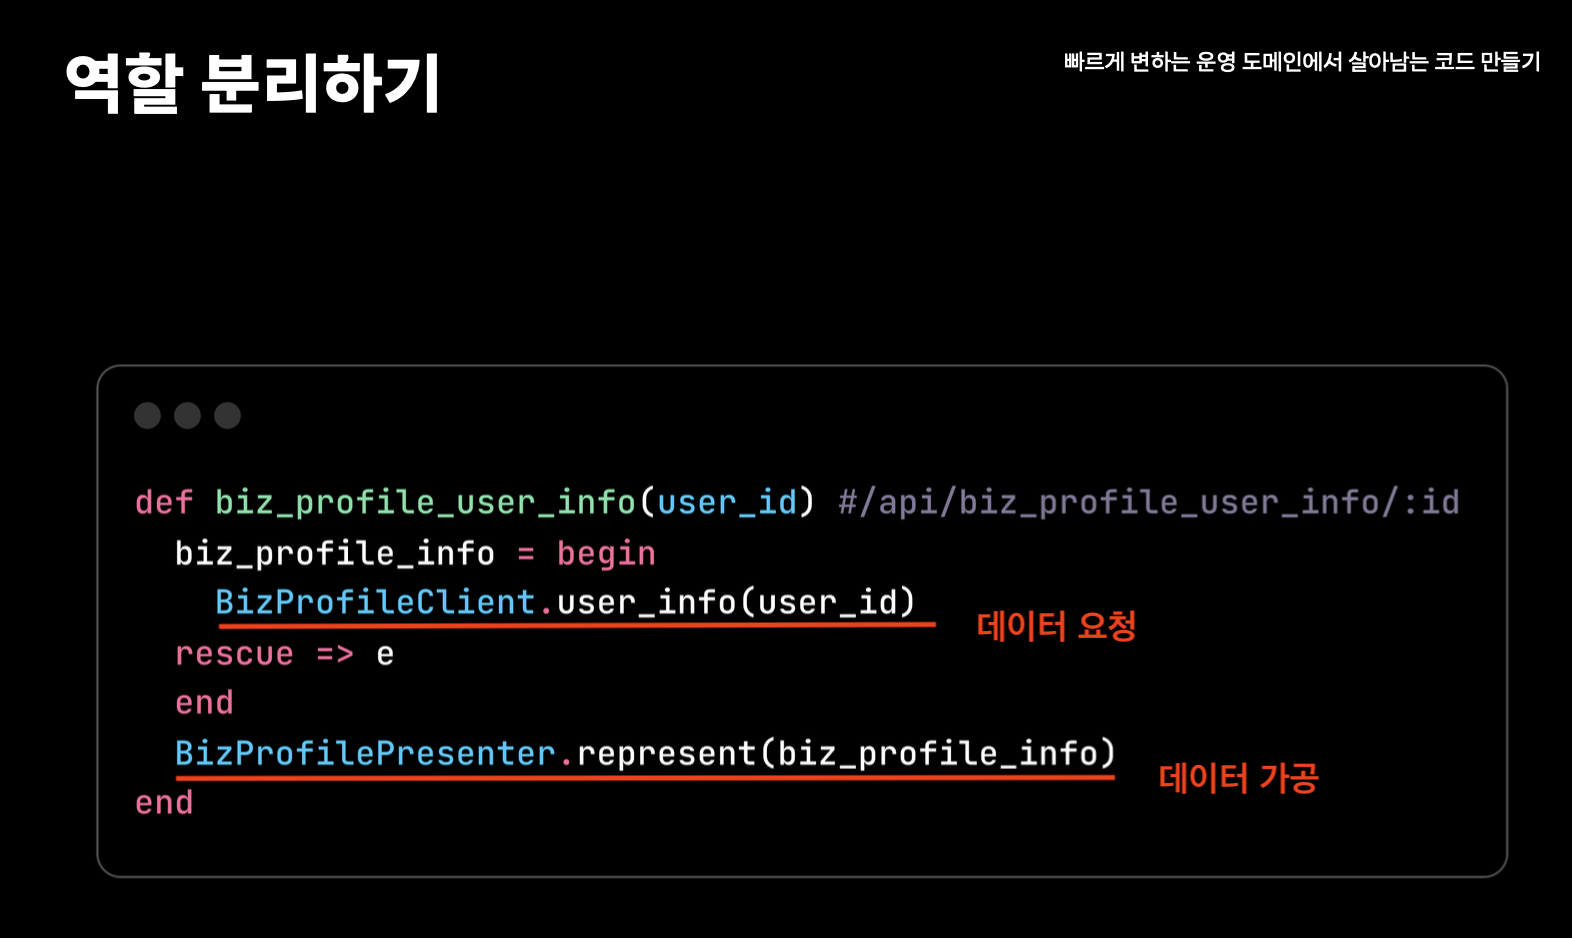 역할 분리하기
빠르게 변하는 운영 도메인에서 살아남는 코드 만들기
def biz_profile_user_info(user_id) #/api/biz_profile_user_info/:id
  biz_profile_info = begin
    BizProfileClient.user_info(user_id)
데이터 요청
  rescue => e
  end
  BizProfilePresenter.represent(biz_profile_info)
데이터 가공
end